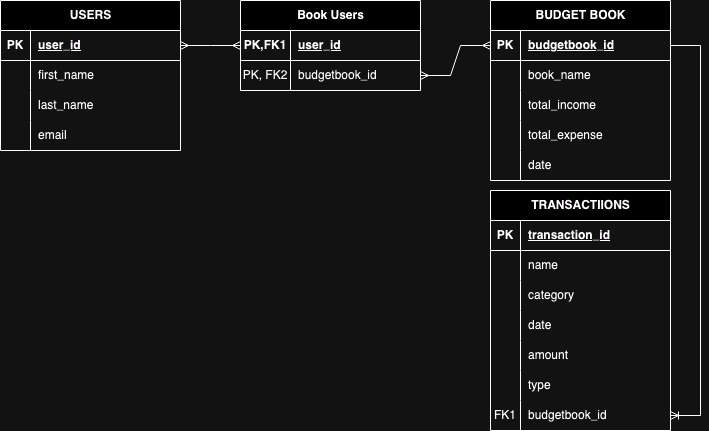 USERS
PK user_id
first_name
last_name
email
Book Users
PK,FK1 user_id
PK, FK2 budgetbook_id
BUDGET BOOK
PK budgetbook_id
book_name
total_income
total_expense
date
TRANSACTIIONS
PK transaction_id
name
category
date
amount
type
FK1 budgetbook_id